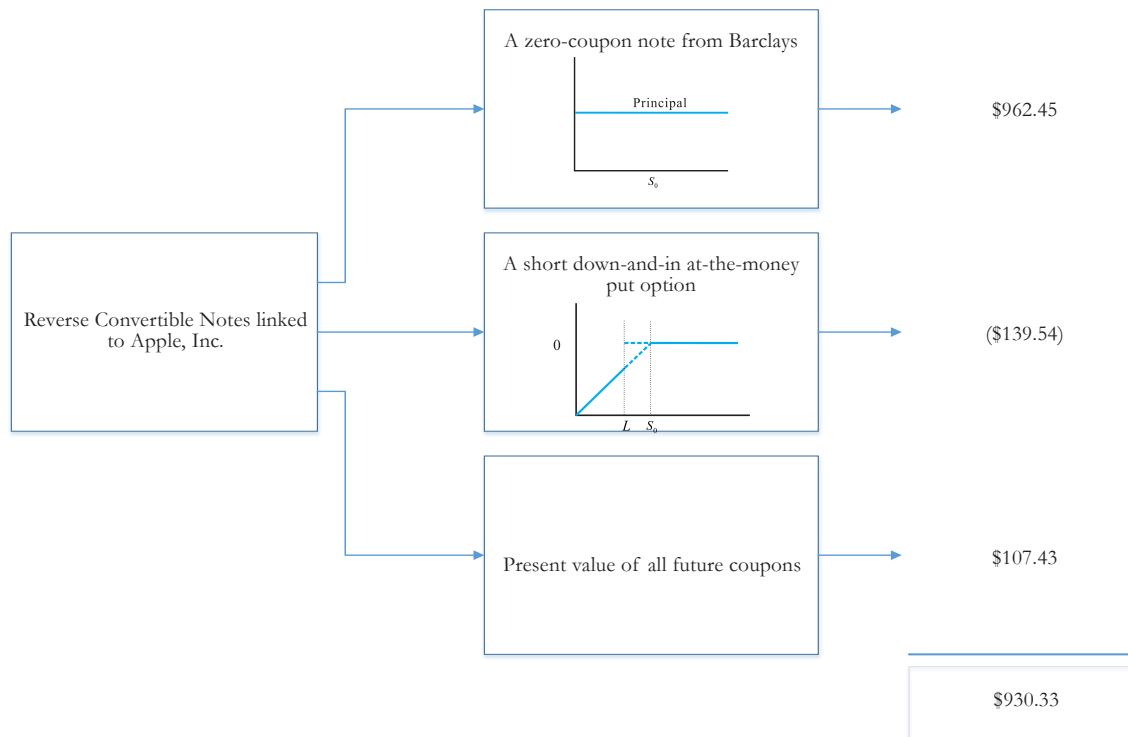 A zero-coupon note from Barclays
Principal
S₀
$962.45
Reverse Convertible Notes linked
to Apple, Inc.
A short down-and-in at-the-money
put option
0
L S₀
($139.54)
Present value of all future coupons
$107.43
$930.33